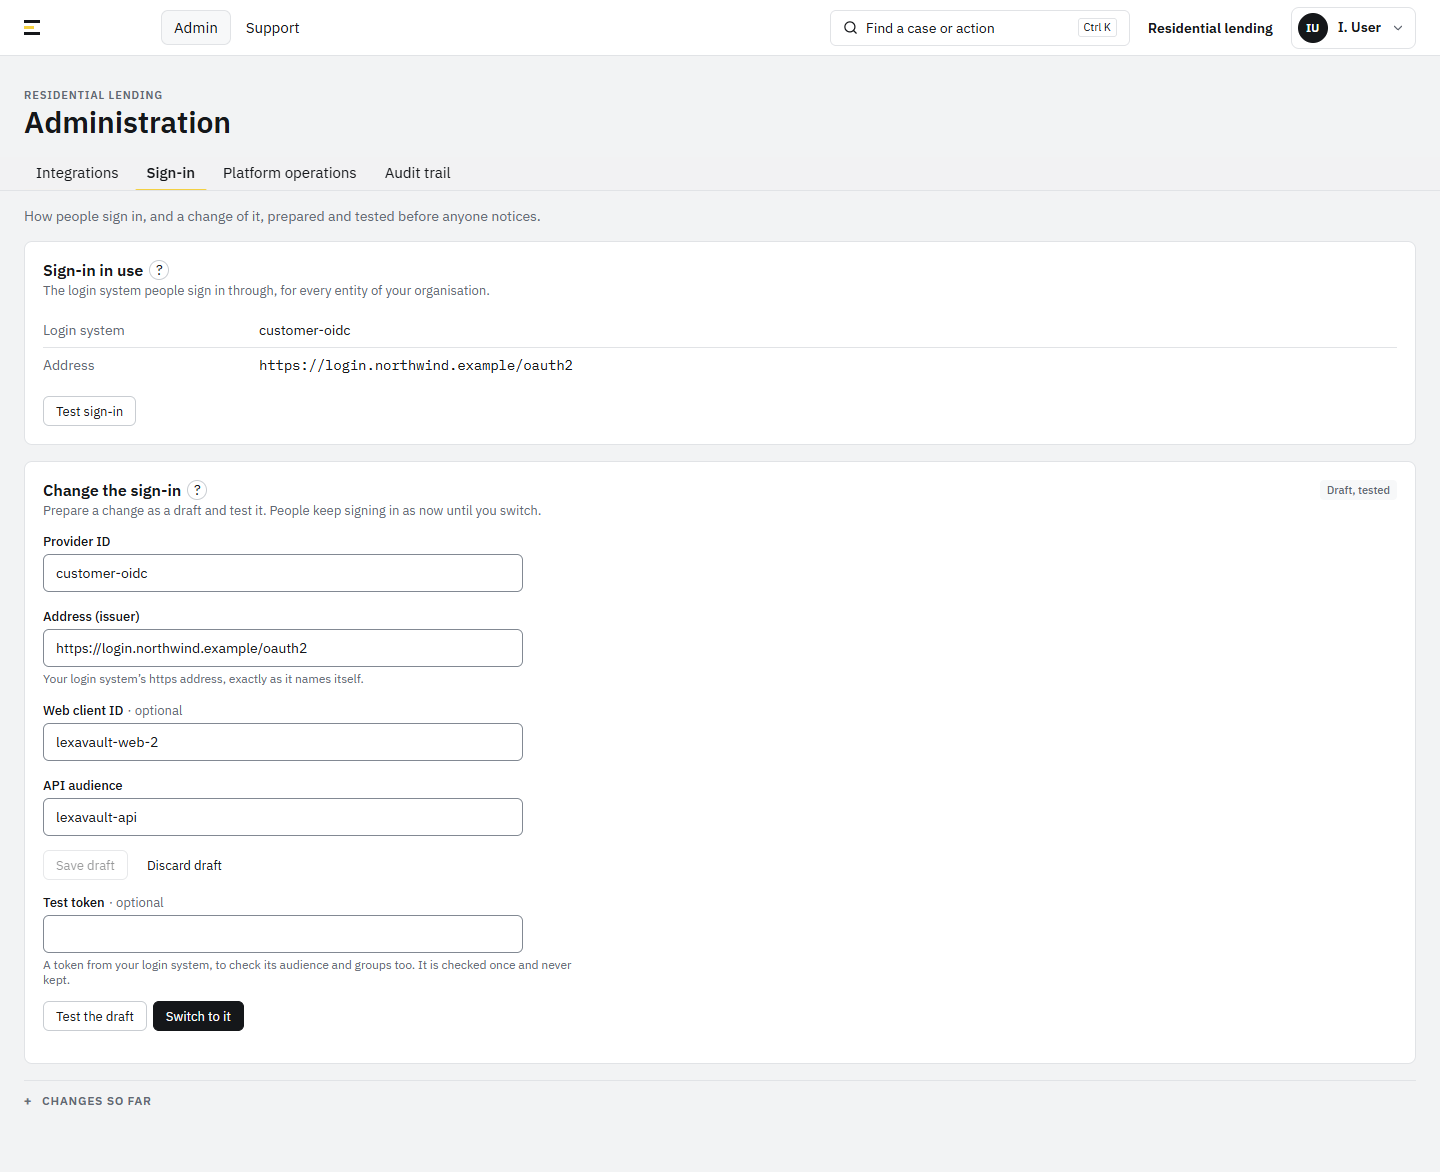 Admin
Support
Find a case or action
Ctrl K
Residential lending
IU
I. User
RESIDENTIAL LENDING
Administration
Integrations
Sign-in
Platform operations
Audit trail
How people sign in, and a change of it, prepared and tested before anyone notices.
Sign-in in use ?
The login system people sign in through, for every entity of your organisation.
Login system
customer-oidc
Address
https://login.northwind.example/oauth2
Test sign-in
Change the sign-in ?
Draft, tested
Prepare a change as a draft and test it. People keep signing in as now until you switch.
Provider ID
customer-oidc
Address (issuer)
https://login.northwind.example/oauth2
Your login system's https address, exactly as it names itself.
Web client ID · optional
lexavault-web-2
API audience
lexavault-api
Save draft
Discard draft
Test token · optional
A token from your login system, to check its audience and groups too. It is checked once and never
kept.
Test the draft
Switch to it
+ CHANGES SO FAR